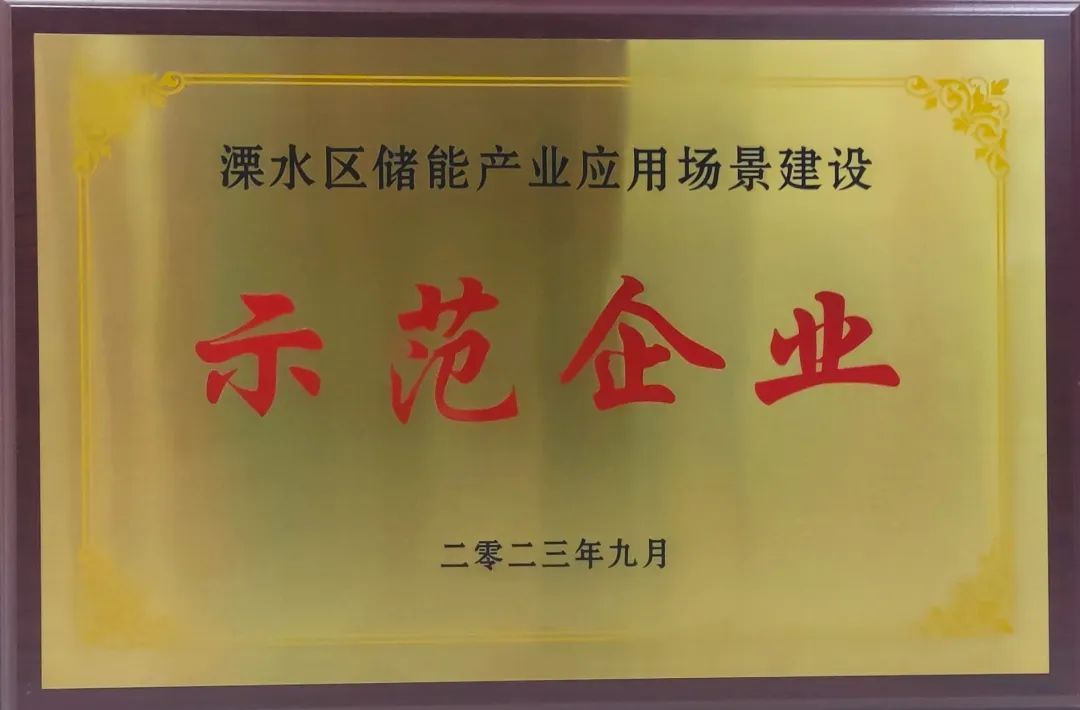 溧水区储能产业应用场景建设
示范企业
二零二三年九月